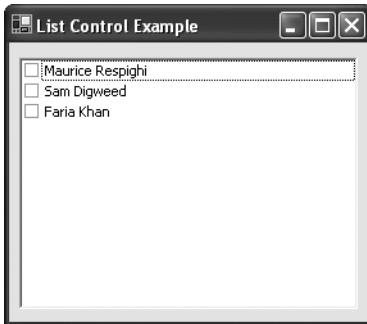 List Control Example
Maurice Respighi
Sam Digweed
Faria Khan